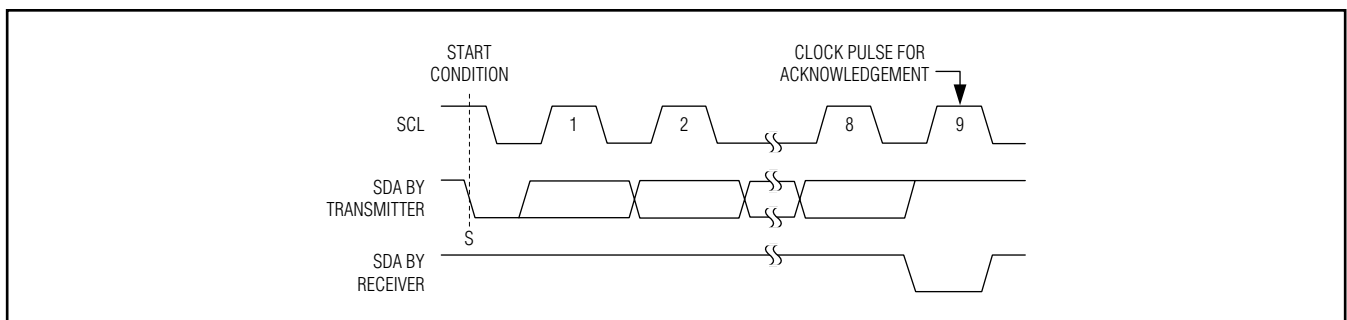 START
CONDITION
CLOCK PULSE FOR
ACKNOWLEDGEMENT
SCL
1
2
8
9
SDA BY
TRANSMITTER
S
SDA BY
RECEIVER